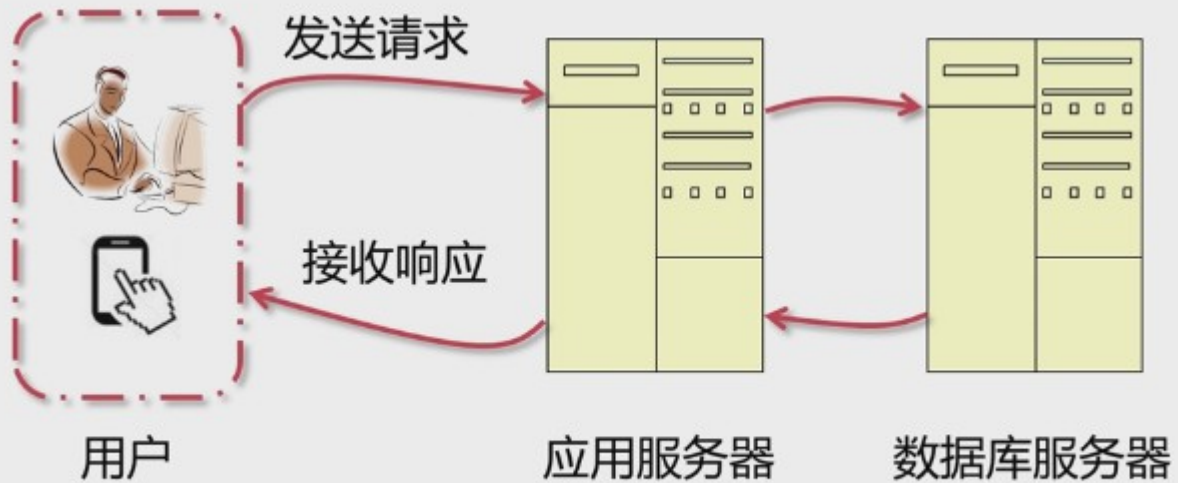 发送请求
接收响应
用户
应用服务器
数据库服务器